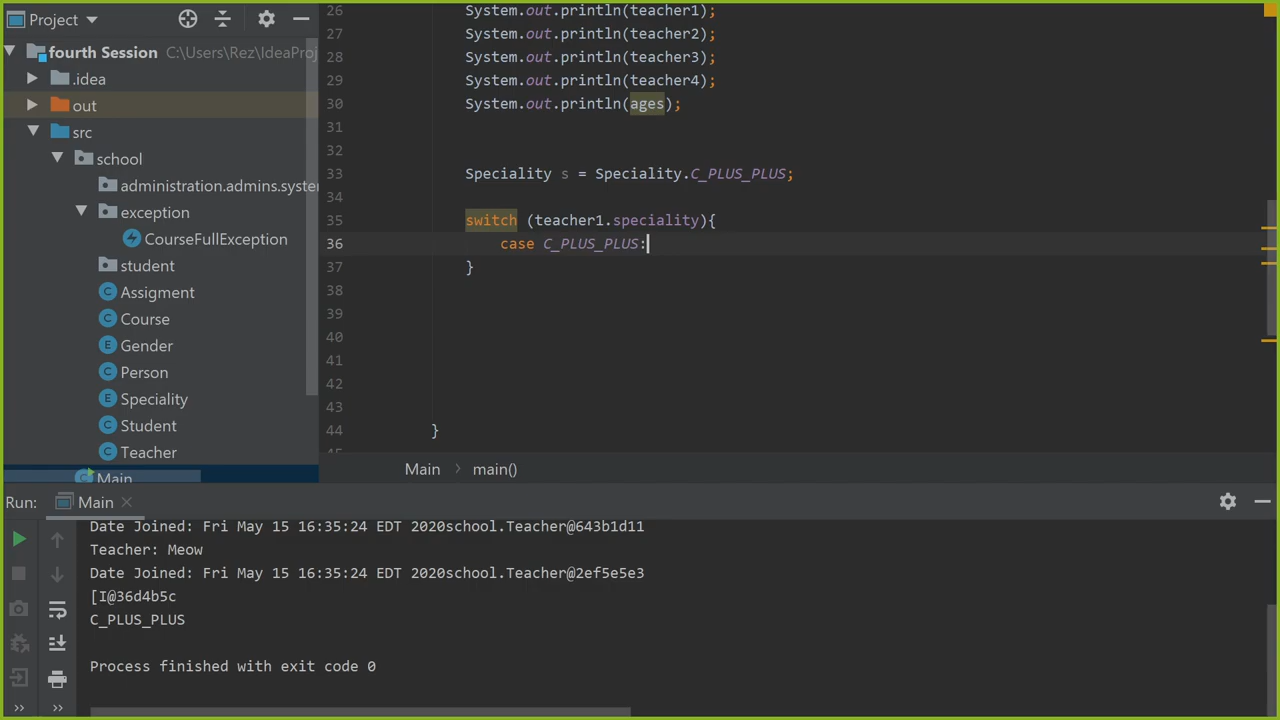 Project
fourth Session C:\Users\Rez\IdeaProj
.idea
out
src
school
administration.admins.syste
exception
CourseFullException
student
Assigment
Course
Gender
Person
Speciality
Student
Teacher
Main
26 System.out.println(teacher1);
27 System.out.println(teacher2);
28 System.out.println(teacher3);
29 System.out.println(teacher4);
30 System.out.println(ages);
31
32
33 Speciality s = Speciality.C_PLUS_PLUS;
34
35 switch (teacher1.speciality){
36 case C_PLUS_PLUS:
37 }
38
39
40
41
42
43
44 }
45
Main > main()
Run: Main
Date Joined: Fri May 15 16:35:24 EDT 2020school.Teacher@643b1d11
Teacher: Meow
Date Joined: Fri May 15 16:35:24 EDT 2020school.Teacher@2ef5e5e3
[I@36d4b5c
C_PLUS_PLUS
Process finished with exit code 0